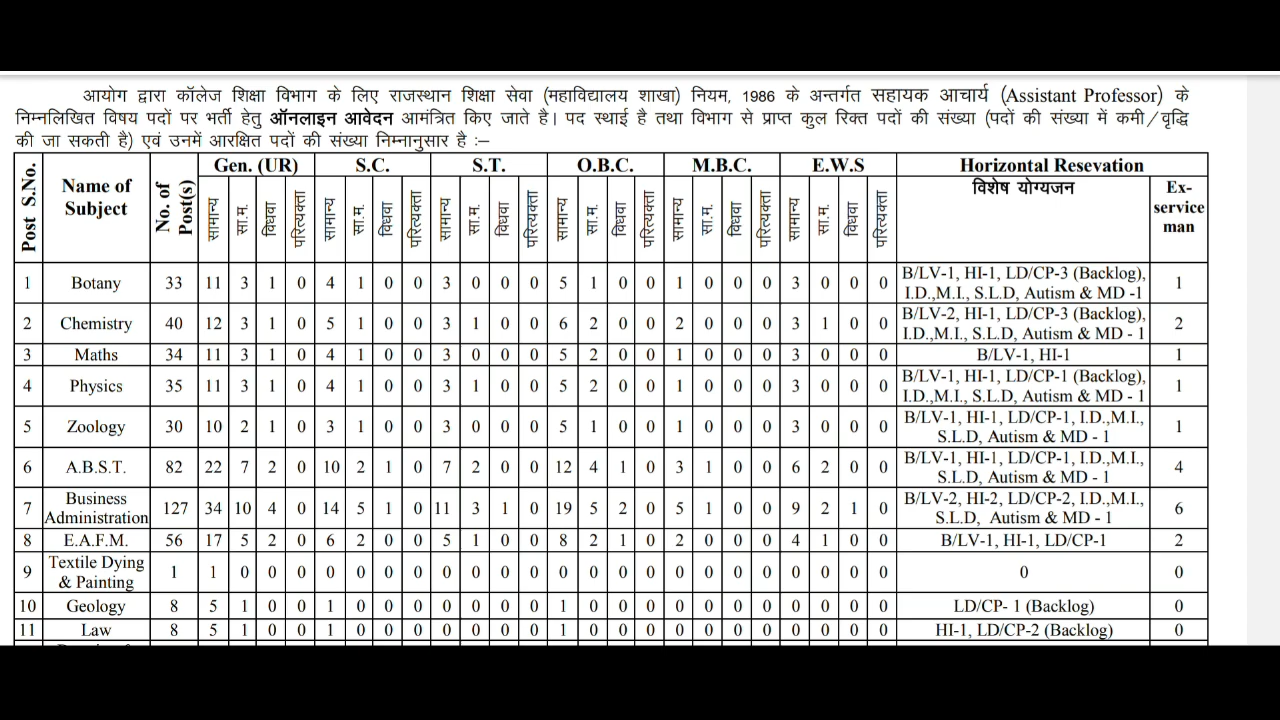 आयोग द्वारा कॉलेज शिक्षा विभाग के लिए राजस्थान शिक्षा सेवा (महाविद्यालय शाखा) नियम, 1986 के अन्तर्गत सहायक आचार्य (Assistant Professor) के
निम्नलिखित विषय पदों पर भर्ती हेतु ऑनलाइन आवेदन आमंत्रित किए जाते है। पद स्थाई है तथा विभाग से प्राप्त कुल रिक्त पदों की संख्या (पदों की संख्या में कमी/वृद्धि
की जा सकती है) एवं उनमें आरक्षित पदों की संख्या निम्नानुसार है :–
Post S.No. Name of Subject No. of Post(s) Gen. (UR) S.C. S.T. O.B.C. M.B.C. E.W.S Horizontal Resevation
सामान्य सा.म. विधवा परित्यक्ता सामान्य सा.म. विधवा परित्यक्ता सामान्य सा.म. विधवा परित्यक्ता सामान्य सा.म. विधवा परित्यक्ता सामान्य सा.म. विधवा परित्यक्ता सामान्य सा.म. विधवा परित्यक्ता विशेष योग्यजन Ex-service man
1 Botany 33 11 3 1 0 4 1 0 0 3 0 0 0 5 1 0 0 1 0 0 0 3 0 0 0 B/LV-1, HI-1, LD/CP-3 (Backlog), I.D.,M.I., S.L.D, Autism & MD -1 1
2 Chemistry 40 12 3 1 0 5 1 0 0 3 1 0 0 6 2 0 0 2 0 0 0 3 1 0 0 B/LV-2, HI-1, LD/CP-3 (Backlog), I.D.,M.I., S.L.D, Autism & MD - 1 2
3 Maths 34 11 3 1 0 4 1 0 0 3 0 0 0 5 2 0 0 1 0 0 0 3 0 0 0 B/LV-1, HI-1 1
4 Physics 35 11 3 1 0 4 1 0 0 3 1 0 0 5 2 0 0 1 0 0 0 3 0 0 0 B/LV-1, HI-1, LD/CP-1 (Backlog), I.D.,M.I., S.L.D, Autism & MD - 1 1
5 Zoology 30 10 2 1 0 3 1 0 0 3 0 0 0 5 1 0 0 1 0 0 0 3 0 0 0 B/LV-1, HI-1, LD/CP-1, I.D.,M.I., S.L.D, Autism & MD - 1 1
6 A.B.S.T. 82 22 7 2 0 10 2 1 0 7 2 0 0 12 4 1 0 3 1 0 0 6 2 0 0 B/LV-1, HI-1, LD/CP-1, I.D.,M.I., S.L.D, Autism & MD - 1 4
7 Business Administration 127 34 10 4 0 14 5 1 0 11 3 1 0 19 5 2 0 5 1 0 0 9 2 1 0 B/LV-2, HI-2, LD/CP-2, I.D.,M.I., S.L.D, Autism & MD - 1 6
8 E.A.F.M. 56 17 5 2 0 6 2 0 0 5 1 0 0 8 2 1 0 2 0 0 0 4 1 0 0 B/LV-1, HI-1, LD/CP-1 2
9 Textile Dying & Painting 1 1 0 0 0 0 0 0 0 0 0 0 0 0 0 0 0 0 0 0 0 0 0 0 0 0 0
10 Geology 8 5 1 0 0 1 0 0 0 0 0 0 0 1 0 0 0 0 0 0 0 0 0 0 0 LD/CP- 1 (Backlog) 0
11 Law 8 5 1 0 0 1 0 0 0 0 0 0 0 1 0 0 0 0 0 0 0 0 0 0 0 HI-1, LD/CP-2 (Backlog) 0